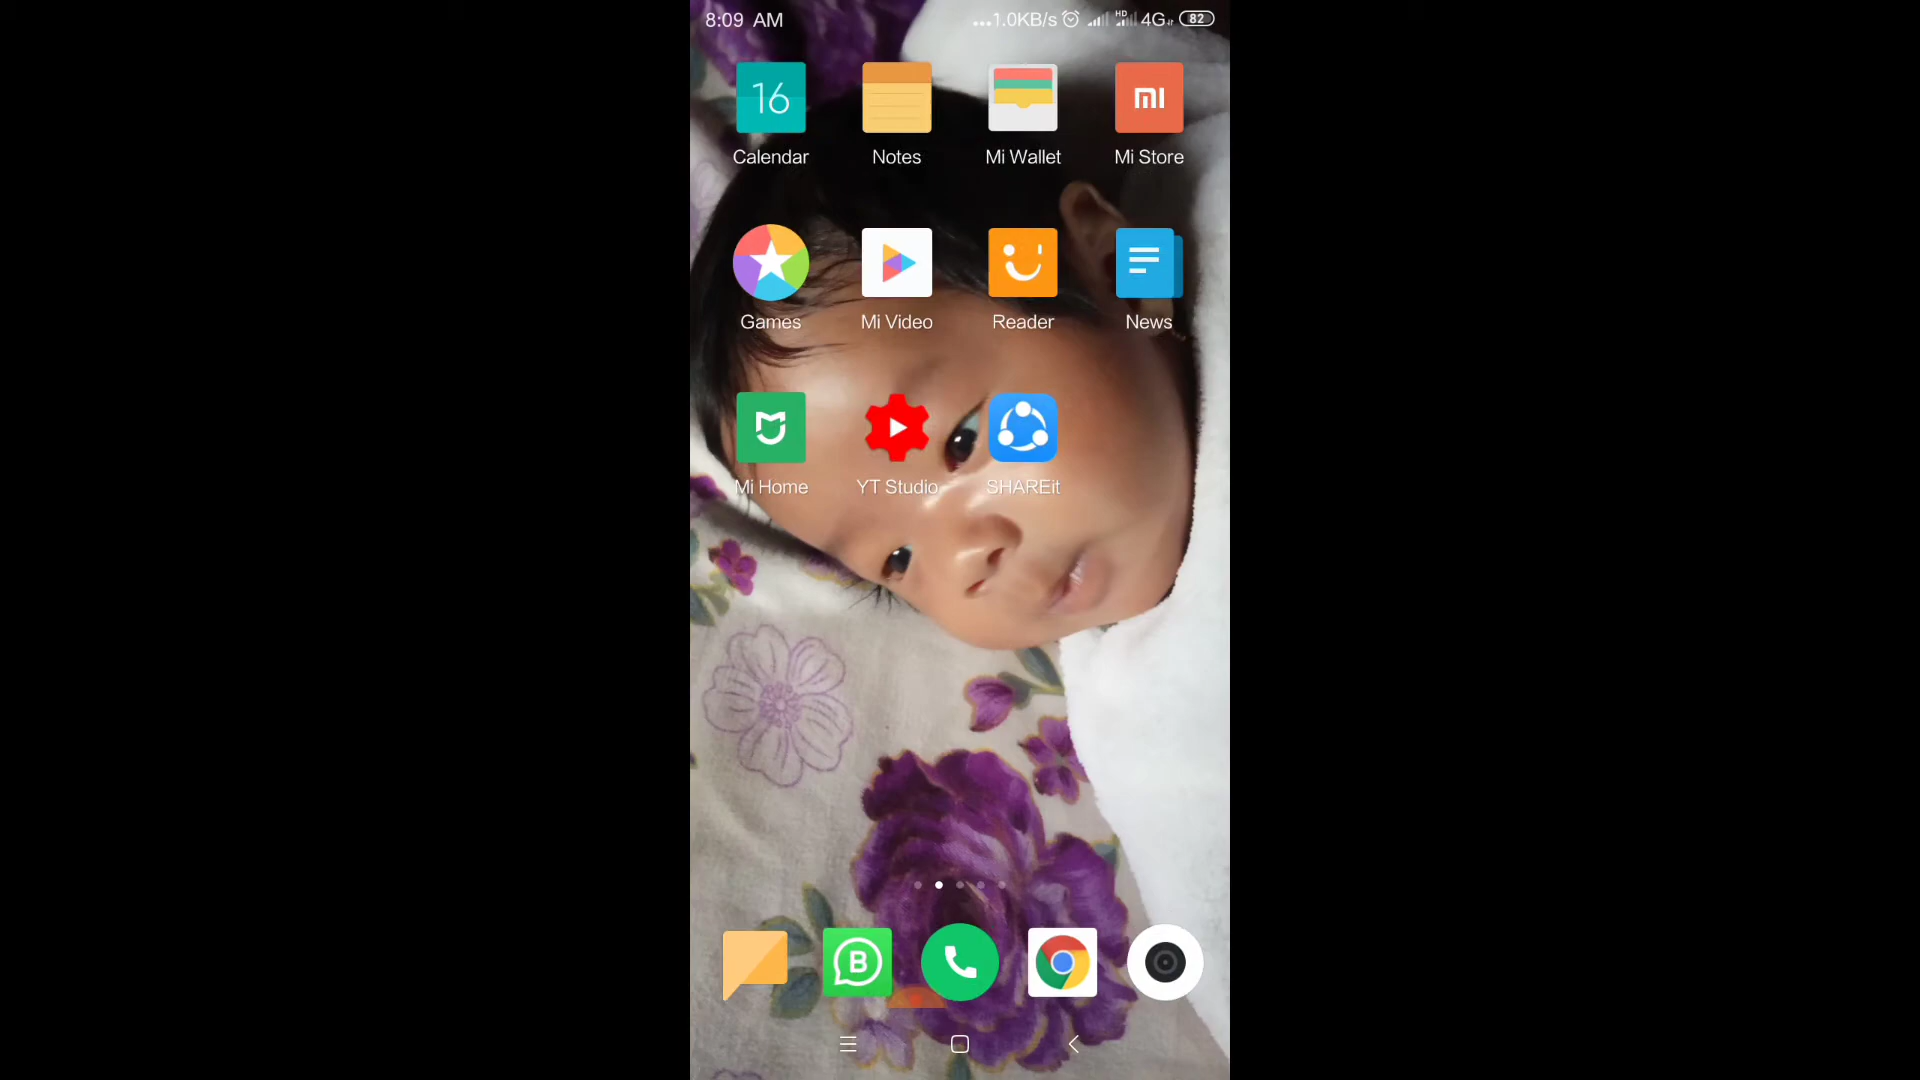 8:09 AM ...1.0KB/s HD 4G 82
16
Calendar Notes Mi Wallet Mi Store
Games Mi Video Reader News
Mi Home YT Studio SHAREit
B